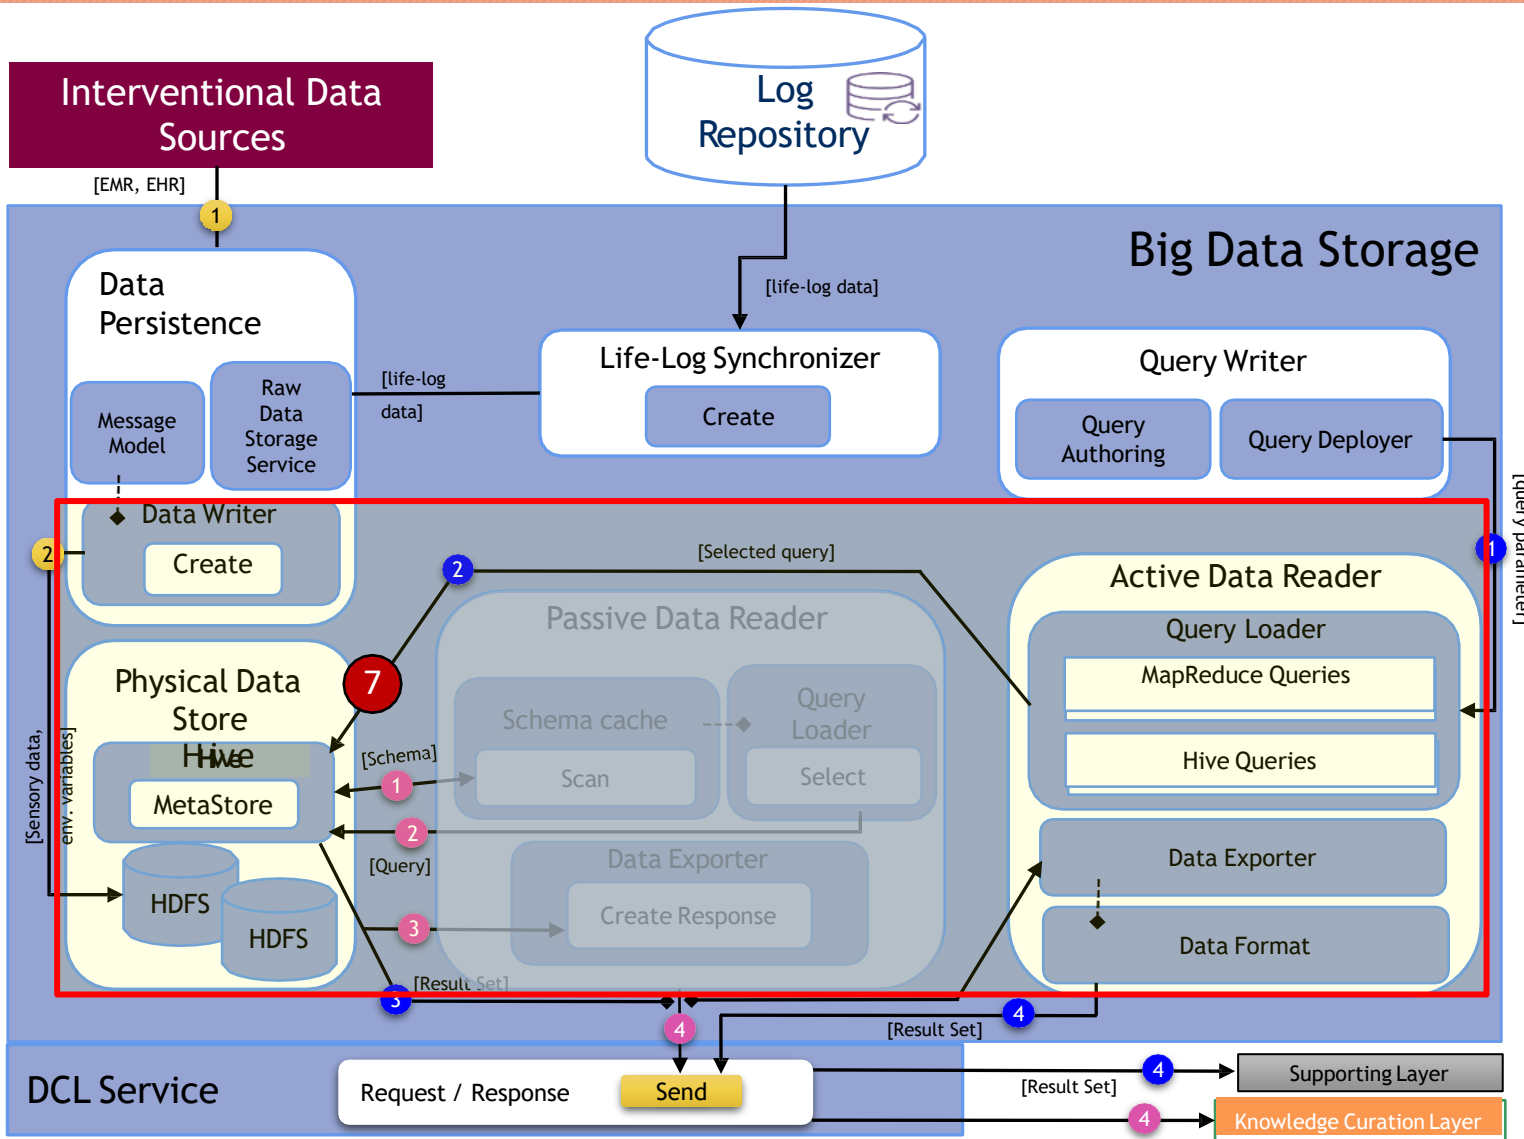 Interventional Data
Sources
Log
Repository
[EMR, EHR]
1
Big Data Storage
[life-log data]
Data
Persistence
Message
Model
Raw
Data
Storage
Service
[life-log
data]
Life-Log Synchronizer
Create
Query Writer
Query
Authoring
Query Deployer
[Query parameter]
1
Data Writer
Create
2
[Selected query]
2
Active Data Reader
Query Loader
MapReduce Queries
Hive Queries
Data Exporter
Data Format
Passive Data Reader
Schema cache
Scan
Query
Loader
Select
Data Exporter
Create Response
Physical Data
Store
7
Hive
MetaStore
HDFS
HDFS
[Sensory data,
env. variables]
[Schema]
1
2
[Query]
3
[Result Set]
3
4
4
[Result Set]
DCL Service
Request / Response
Send
4
[Result Set]
Supporting Layer
4
Knowledge Curation Layer